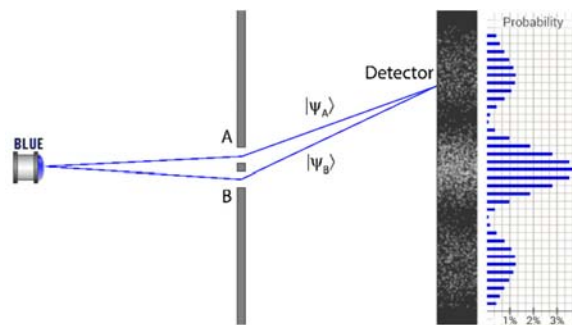 Probability
Detector
A
|ψ_A⟩
BLUE
|ψ_B⟩
B
1% 2% 3%